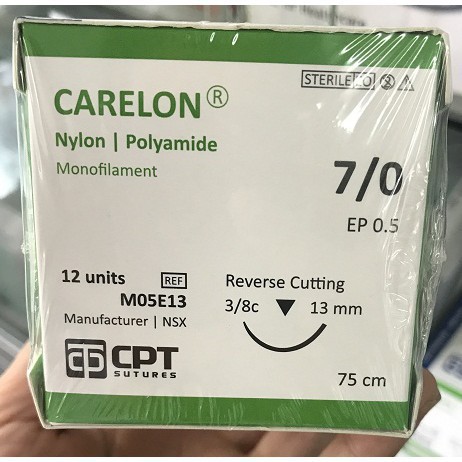 STERILE EO
CARELON®
Nylon | Polyamide
Monofilament
7/0
EP 0.5
12 units
REF
M05E13
Manufacturer | NSX
CPT
SUTURES
Reverse Cutting
3/8c
13 mm
75 cm